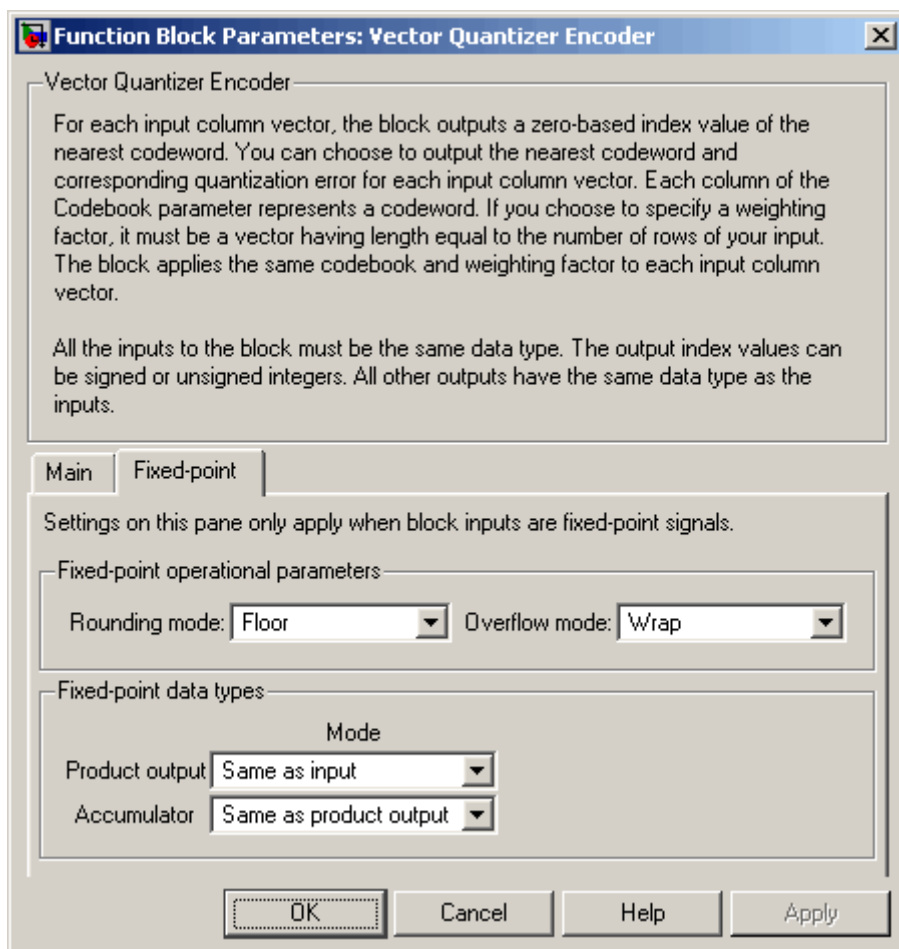 Function Block Parameters: Vector Quantizer Encoder
Vector Quantizer Encoder
For each input column vector, the block outputs a zero-based index value of the
nearest codeword. You can choose to output the nearest codeword and
corresponding quantization error for each input column vector. Each column of the
Codebook parameter represents a codeword. If you choose to specify a weighting
factor, it must be a vector having length equal to the number of rows of your input.
The block applies the same codebook and weighting factor to each input column
vector.
All the inputs to the block must be the same data type. The output index values can
be signed or unsigned integers. All other outputs have the same data type as the
inputs.
Main Fixed-point
Settings on this pane only apply when block inputs are fixed-point signals.
Fixed-point operational parameters
Rounding mode: Floor Overflow mode: Wrap
Fixed-point data types
Mode
Product output Same as input
Accumulator Same as product output
OK Cancel Help Apply